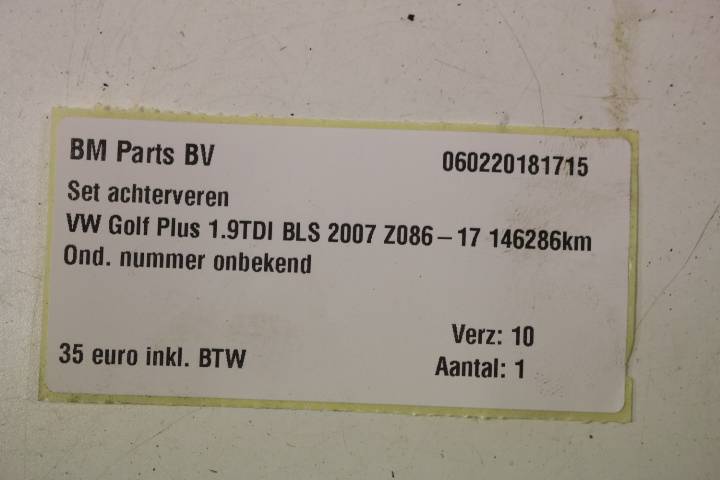 BM Parts BV 060220181715
Set achterveren
VW Golf Plus 1.9TDI BLS 2007 Z086-17 146286km
Ond. nummer onbekend
Verz: 10
35 euro inkl. BTW Aantal: 1